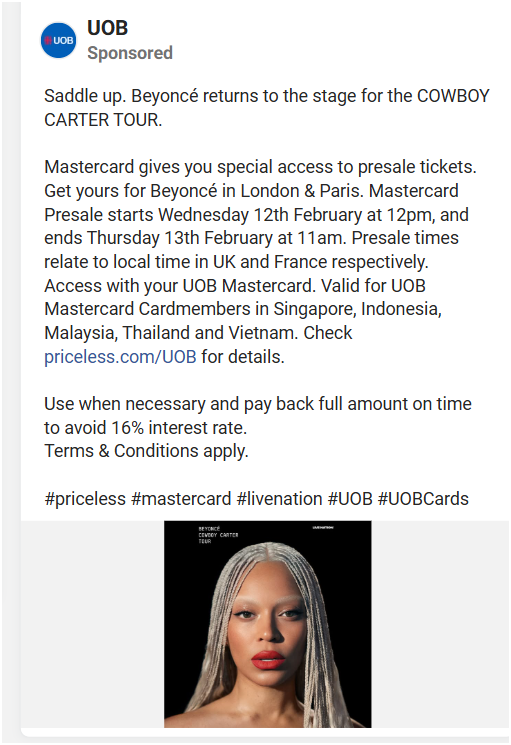 UOB
UOB
Sponsored
Saddle up. Beyoncé returns to the stage for the COWBOY
CARTER TOUR.
Mastercard gives you special access to presale tickets.
Get yours for Beyoncé in London & Paris. Mastercard
Presale starts Wednesday 12th February at 12pm, and
ends Thursday 13th February at 11am. Presale times
relate to local time in UK and France respectively.
Access with your UOB Mastercard. Valid for UOB
Mastercard Cardmembers in Singapore, Indonesia,
Malaysia, Thailand and Vietnam. Check
priceless.com/UOB for details.
Use when necessary and pay back full amount on time
to avoid 16% interest rate.
Terms & Conditions apply.
#priceless #mastercard #livenation #UOB #UOBCards
BEYONCÉ
COWBOY CARTER
TOUR